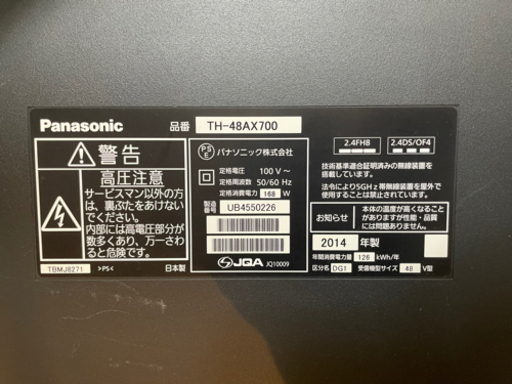 Panasonic 品番 TH-48AX700
警告
高圧注意
サービスマン以外の方は、裏ぶたをあけないでください。内部には高電圧部分が数多くあり、万一さわると危険です。
TBMJ8271 >PS< 日本製
PSE パナソニック株式会社
定格電圧 100 V～
定格周波数 50/60 Hz
定格消費電力 168 W
製造番号 UB4550226
JQA JQ10009
2.4FH8 2.4DS/OF4
技術基準適合証明済みの無線装置を搭載しています。
法令により5GHz帯無線装置を屋外で使用することは禁止されています。
お知らせ 本体の温度が高くなることがありますが性能・品質には問題ありません。
2014 年製
年間消費電力量 126 kWh/年
区分名 DG1 受信機型サイズ 48 V型